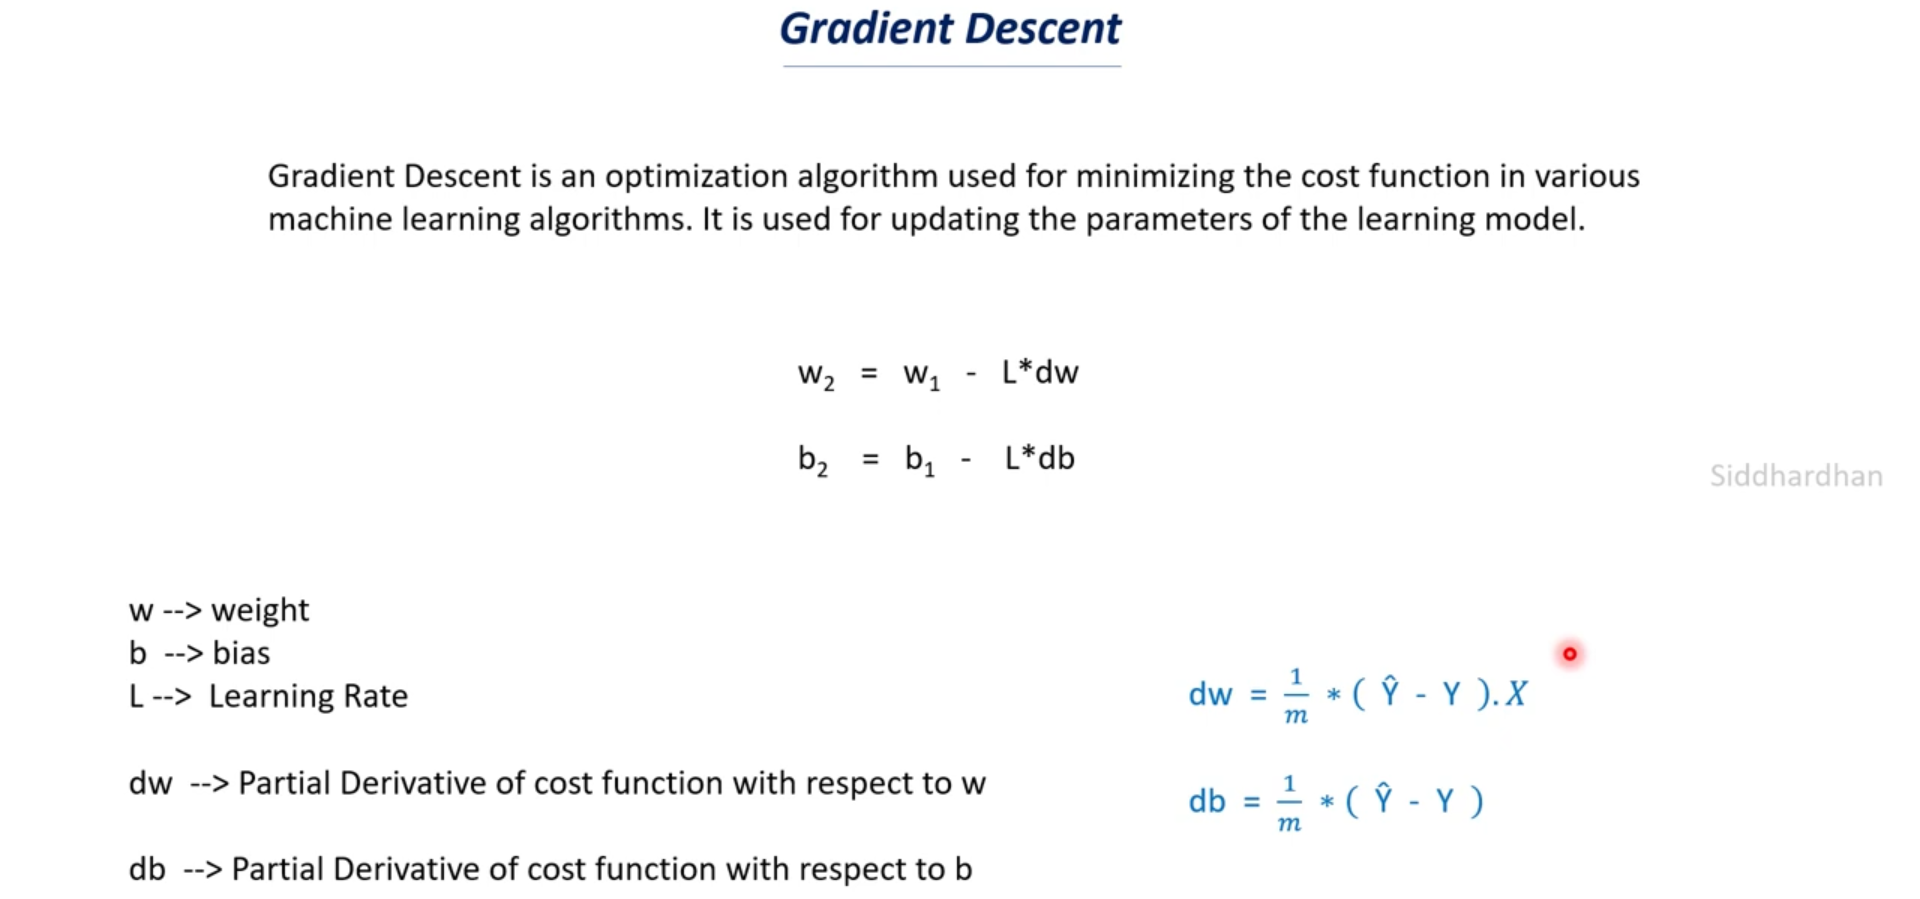 Gradient Descent
Gradient Descent is an optimization algorithm used for minimizing the cost function in various
machine learning algorithms. It is used for updating the parameters of the learning model.
w₂ = w₁ - L*dw
b₂ = b₁ - L*db
Siddhardhan
w --> weight
b --> bias
L --> Learning Rate
dw = 1/m * ( Ŷ - Y ).X
dw --> Partial Derivative of cost function with respect to w
db = 1/m * ( Ŷ - Y )
db --> Partial Derivative of cost function with respect to b